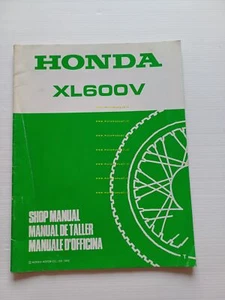 HONDA
XL600V
SHOP MANUAL
MANUAL DE TALLER
MANUALE D'OFFICINA